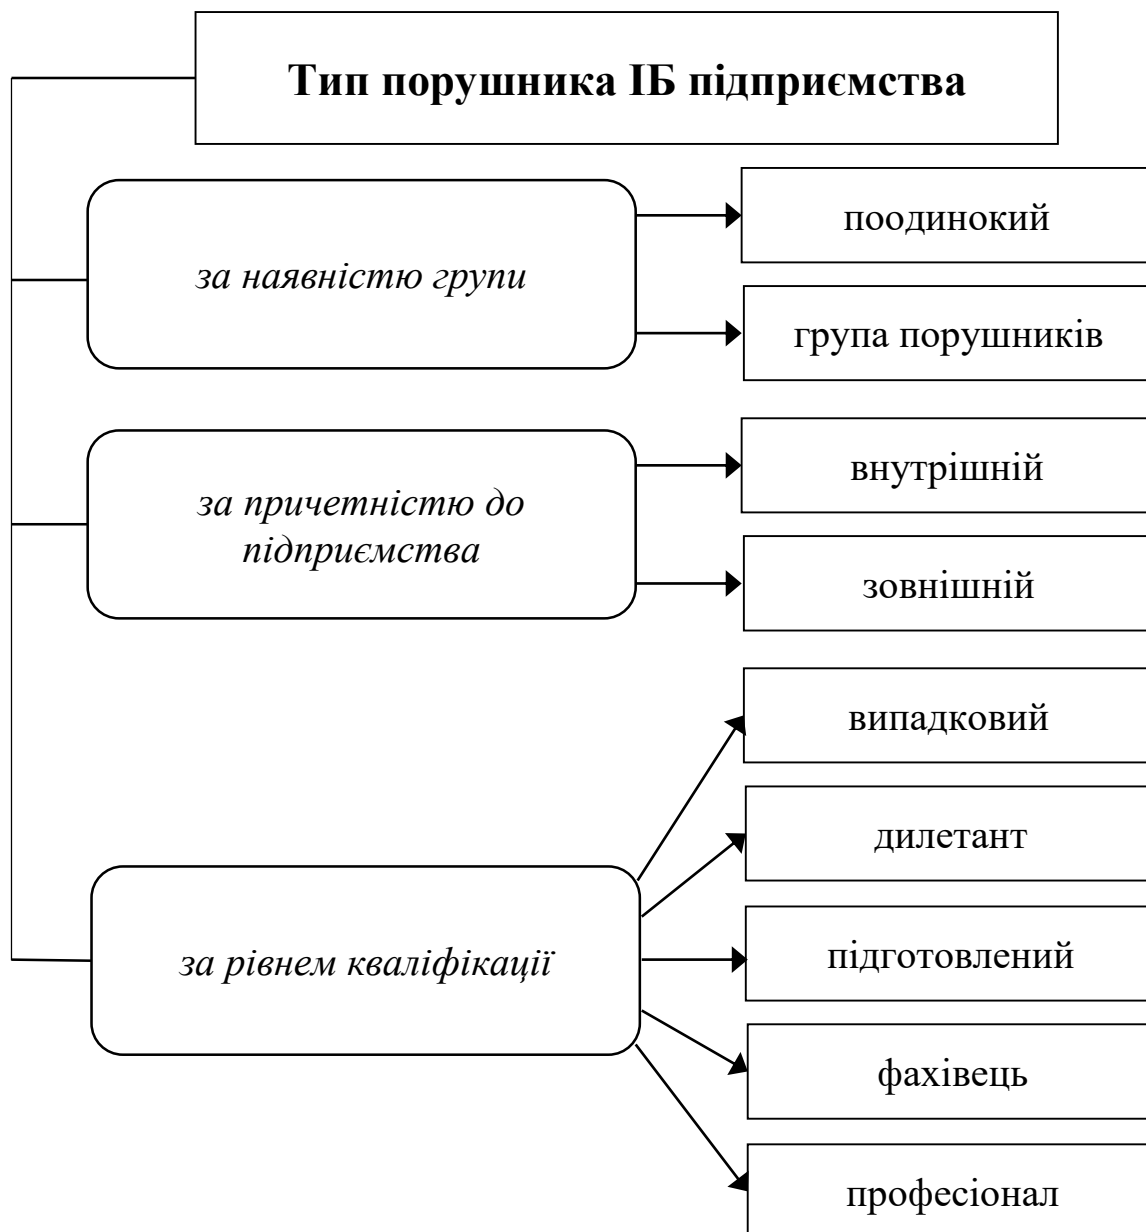 Тип порушника ІБ підприємства
за наявністю групи
поодинокий
група порушників
за причетністю до
підприємства
внутрішній
зовнішній
за рівнем кваліфікації
випадковий
дилетант
підготовлений
фахівець
професіонал